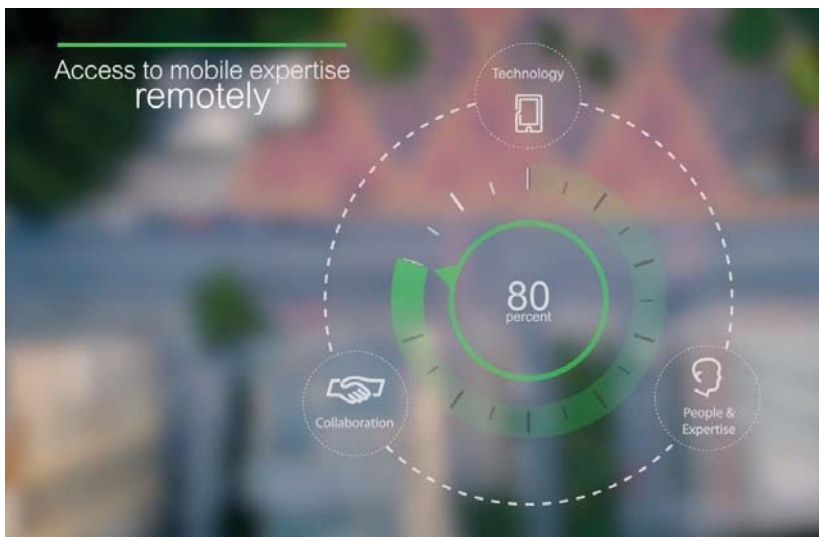 Access to mobile expertise
remotely
Technology
80
percent
Collaboration
People &
Expertise